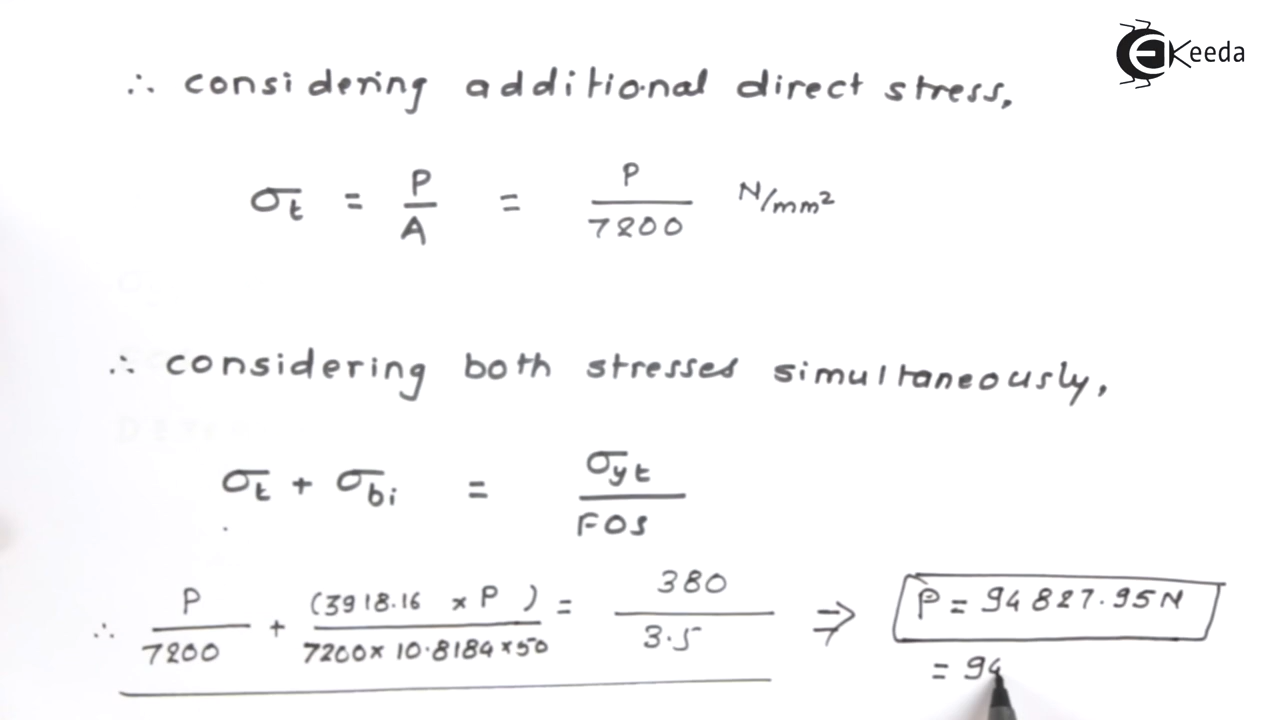 Keeda
∴ considering additional direct stress,
σt = P/A = P/7200 N/mm²
∴ considering both stresses simultaneously,
σt + σbi = σyt/FOS
∴ P/7200 + (3918.16 × P)/7200 × 10.8184 × 50 = 380/3.5 ⇒ P = 94827.95 N
= 94